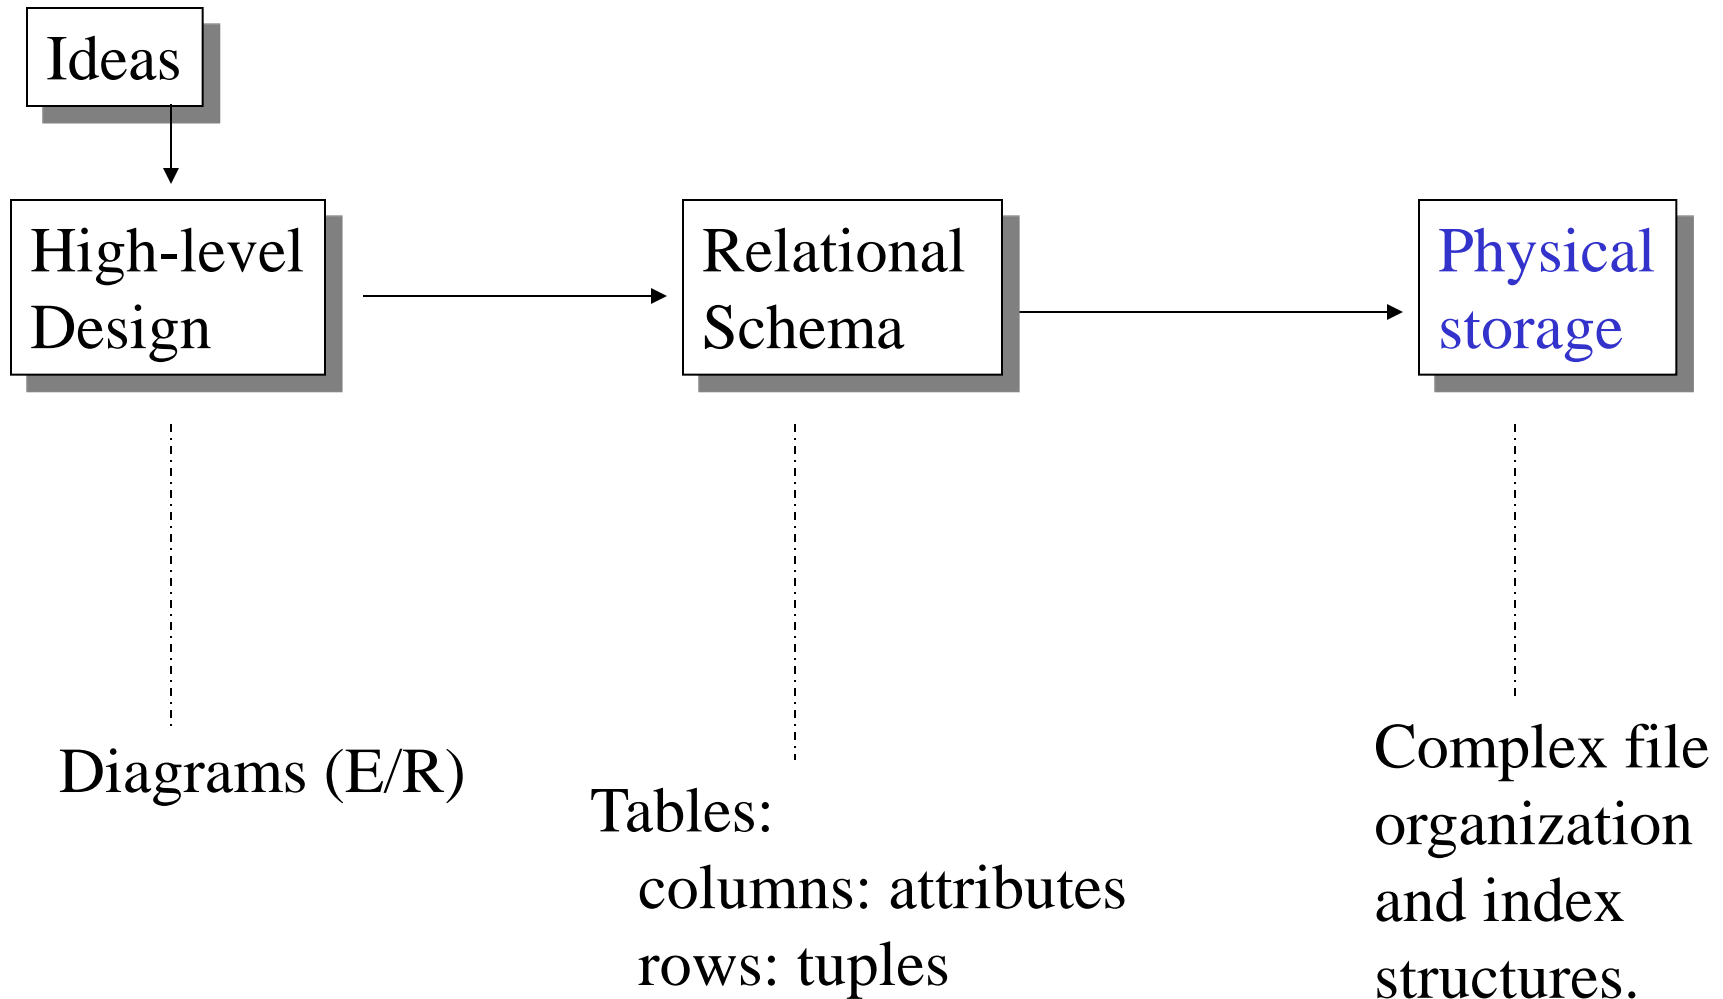 Ideas
High-level
Design
Relational
Schema
Physical
storage
Diagrams (E/R)
Tables:
columns: attributes
rows: tuples
Complex file
organization
and index
structures.